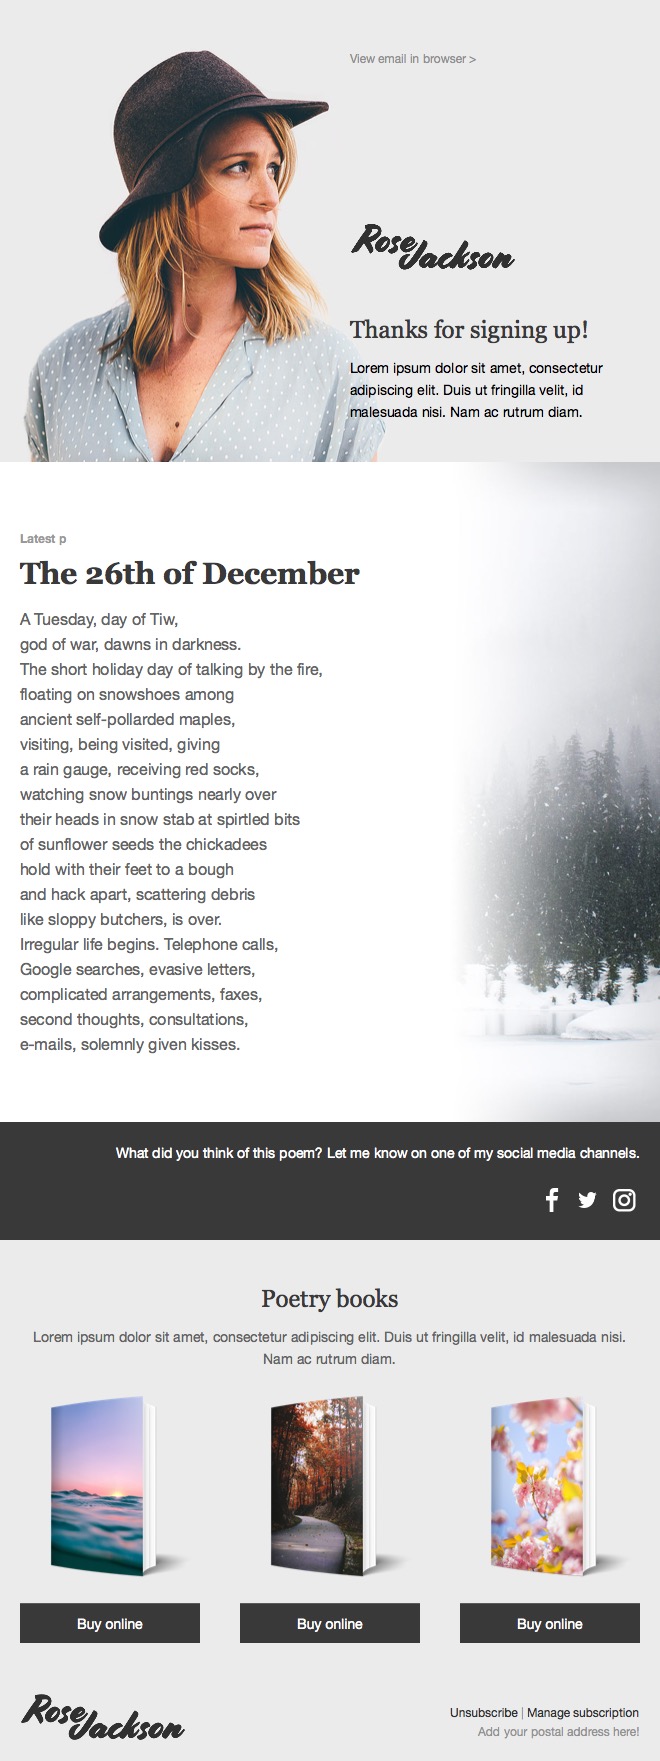 View email in browser >
Rose Jackson
Thanks for signing up!
Lorem ipsum dolor sit amet, consectetur
adipiscing elit. Duis ut fringilla velit, id
malesuada nisi. Nam ac rutrum diam.
Latest p
The 26th of December
A Tuesday, day of Tiw,
god of war, dawns in darkness.
The short holiday day of talking by the fire,
floating on snowshoes among
ancient self-pollarded maples,
visiting, being visited, giving
a rain gauge, receiving red socks,
watching snow buntings nearly over
their heads in snow stab at spirtled bits
of sunflower seeds the chickadees
hold with their feet to a bough
and hack apart, scattering debris
like sloppy butchers, is over.
Irregular life begins. Telephone calls,
Google searches, evasive letters,
complicated arrangements, faxes,
second thoughts, consultations,
e-mails, solemnly given kisses.
What did you think of this poem? Let me know on one of my social media channels.
Poetry books
Lorem ipsum dolor sit amet, consectetur adipiscing elit. Duis ut fringilla velit, id malesuada nisi.
Nam ac rutrum diam.
Buy online
Buy online
Buy online
Rose Jackson
Unsubscribe | Manage subscription
Add your postal address here!